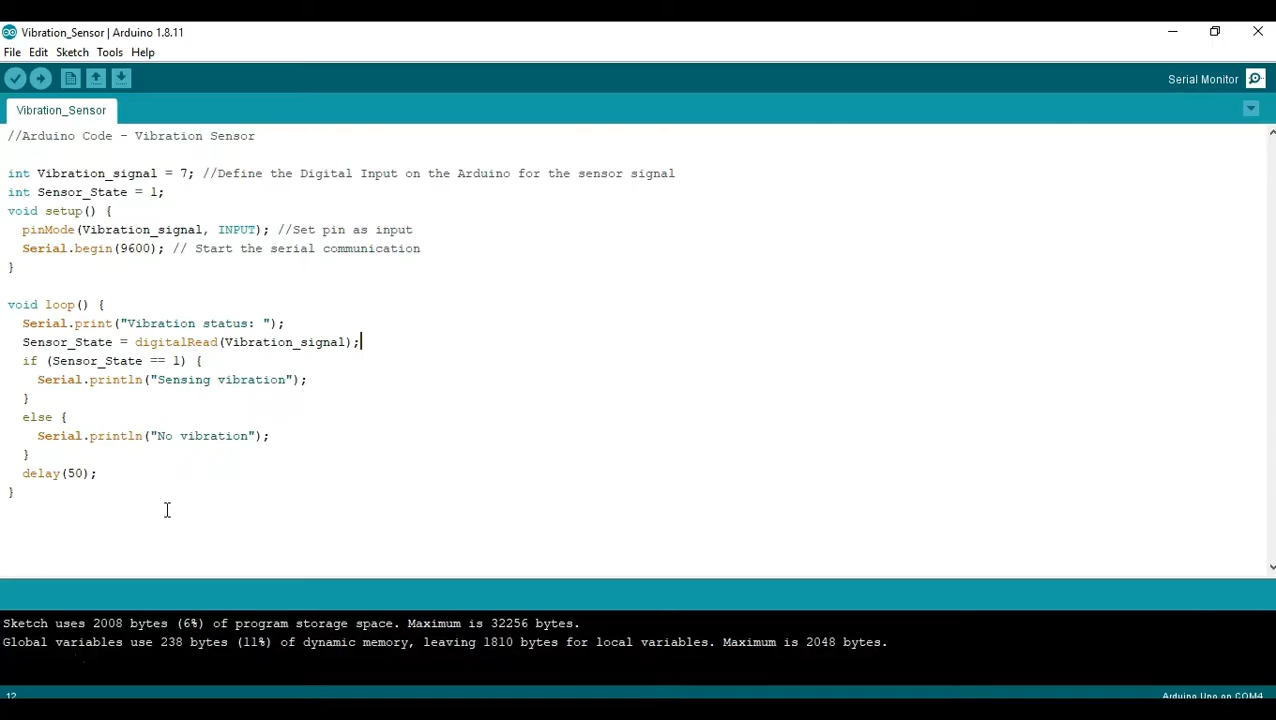 Vibration_Sensor | Arduino 1.8.11
File Edit Sketch Tools Help
Serial Monitor
Vibration_Sensor
//Arduino Code - Vibration Sensor
int Vibration_signal = 7; //Define the Digital Input on the Arduino for the sensor signal
int Sensor_State = 1;
void setup() {
  pinMode(Vibration_signal, INPUT); //Set pin as input
  Serial.begin(9600); // Start the serial communication
}
void loop() {
  Serial.print("Vibration status: ");
  Sensor_State = digitalRead(Vibration_signal);
  if (Sensor_State == 1) {
    Serial.println("Sensing vibration");
  }
  else {
    Serial.println("No vibration");
  }
  delay(50);
}
Sketch uses 2008 bytes (6%) of program storage space. Maximum is 32256 bytes.
Global variables use 238 bytes (11%) of dynamic memory, leaving 1810 bytes for local variables. Maximum is 2048 bytes.
12
Arduino Uno on COM4